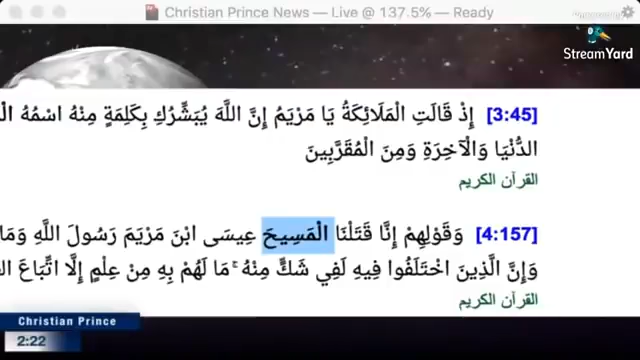 Christian Prince News — Live @ 137.5% — Ready
StreamYard
[3:45] إِذْ قَالَتِ الْمَلَائِكَةُ يَا مَرْيَمُ إِنَّ اللَّهَ يُبَشِّرُكِ بِكَلِمَةٍ مِنْهُ اسْمُهُ
الدُّنْيَا وَالْآخِرَةِ وَمِنَ الْمُقَرَّبِينَ
القرآن الكريم
[4:157] وَقَوْلِهِمْ إِنَّا قَتَلْنَا الْمَسِيحَ عِيسَى ابْنَ مَرْيَمَ رَسُولَ اللَّهِ وَمَا
وَإِنَّ الَّذِينَ اخْتَلَفُوا فِيهِ لَفِي شَكٍّ مِنْهُ ۚ مَا لَهُمْ بِهِ مِنْ عِلْمٍ إِلَّا اتِّبَاعَ
القرآن الكريم
Christian Prince
2:22